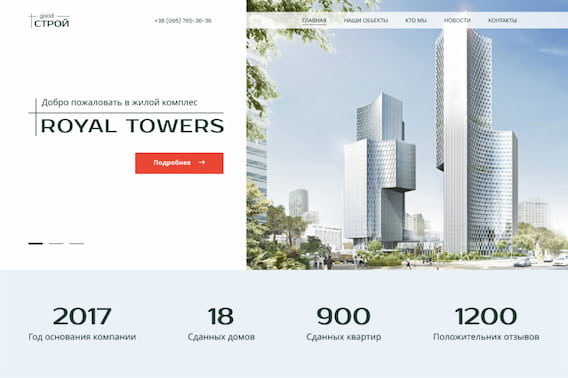 good
СТРОЙ
+38 (095) 765-36-36
ГЛАВНАЯ
НАШИ ОБЪЕКТЫ
КТО МЫ
НОВОСТИ
КОНТАКТЫ
Добро пожаловать в жилой комплес
ROYAL TOWERS
Подробнее →
2017
Год основания компании
18
Сданных домов
900
Сданных квартир
1200
Положительних отзывов